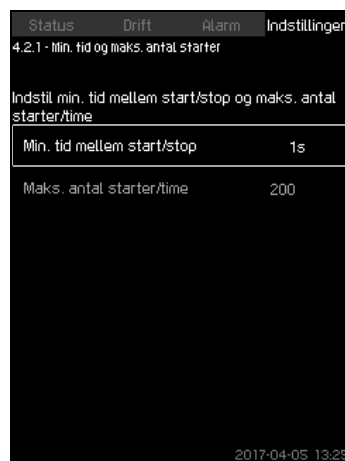 Status Drift Alarm Indstillinger
4.2.1 - Min. tid og maks. antal starter
Indstil min. tid mellem start/stop og maks. antal
starter/time
Min. tid mellem start/stop 1s
Maks. antal starter/time 200
2017-04-05 13:29